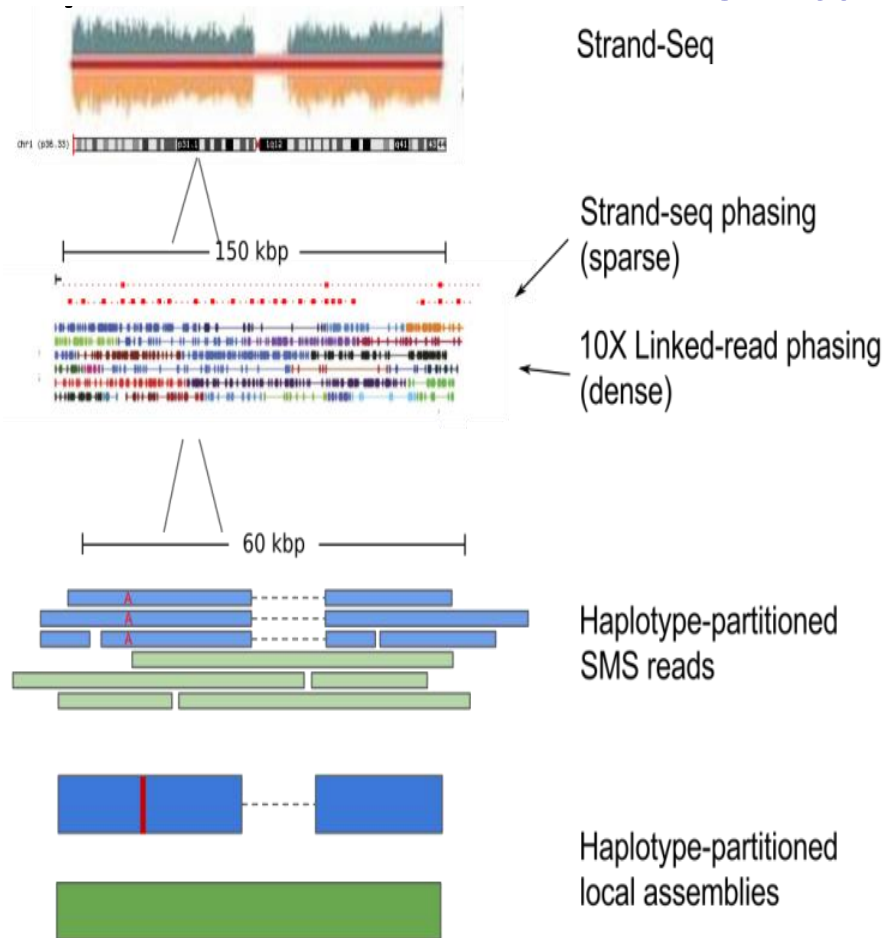 Strand-Seq
chr1 (p36.33)
p31.1
1q12
q41
44
Strand-seq phasing
(sparse)
150 kbp
10X Linked-read phasing
(dense)
60 kbp
A
A
A
Haplotype-partitioned
SMS reads
Haplotype-partitioned
local assemblies